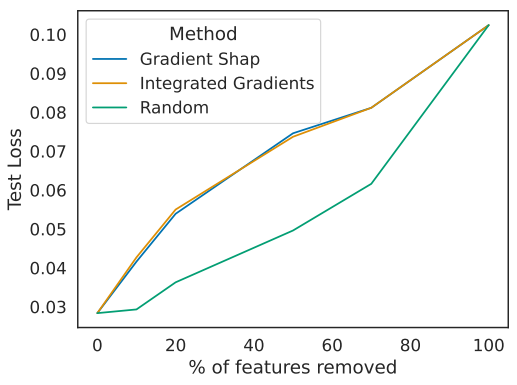 Method
Gradient Shap
Integrated Gradients
Random
Test Loss
0.10
0.09
0.08
0.07
0.06
0.05
0.04
0.03
0 20 40 60 80 100
% of features removed